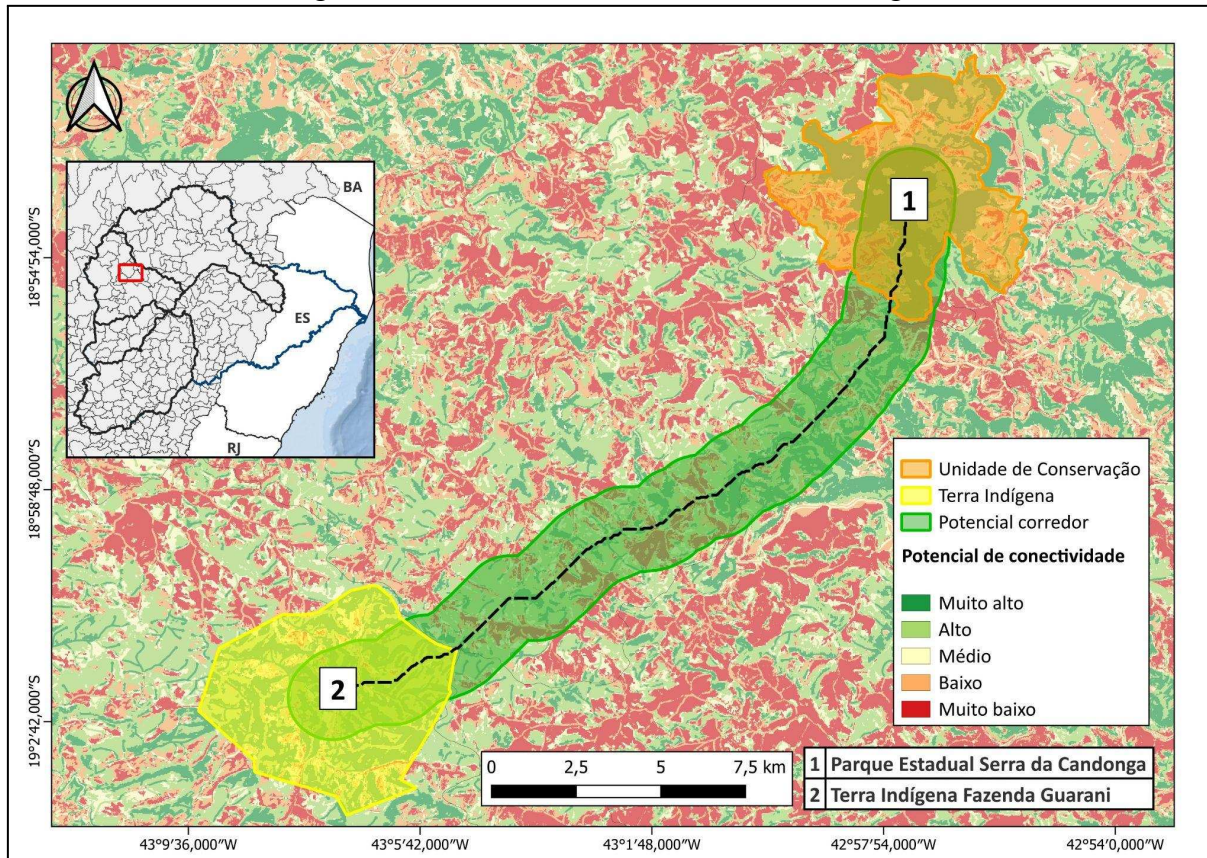 BA
ES
RJ
1
2
18°54'54,000"S
18°58'48,000"S
19°2'42,000"S
Unidade de Conservação
Terra Indígena
Potencial corredor
Potencial de conectividade
Muito alto
Alto
Médio
Baixo
Muito baixo
0 2,5 5 7,5 km
1 Parque Estadual Serra da Candonga
2 Terra Indígena Fazenda Guarani
43°9'36,000"W 43°5'42,000"W 43°1'48,000"W 42°57'54,000"W 42°54'0,000"W